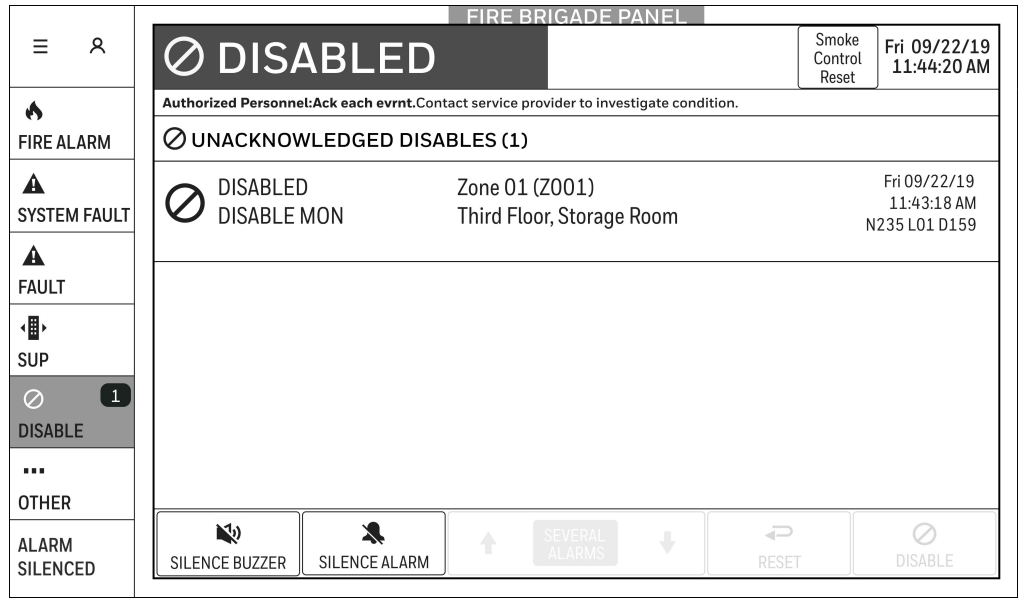 FIRE BRIGADE PANEL
DISABLED
Smoke
Control
Reset
Fri 09/22/19
11:44:20 AM
Authorized Personnel:Ack each evrnt.Contact service provider to investigate condition.
UNACKNOWLEDGED DISABLES (1)
DISABLED
DISABLE MON
Zone 01 (Z001)
Third Floor, Storage Room
Fri 09/22/19
11:43:18 AM
N235 L01 D159
FIRE ALARM
SYSTEM FAULT
FAULT
SUP
1
DISABLE
OTHER
ALARM
SILENCED
SILENCE BUZZER
SILENCE ALARM
SEVERAL
ALARMS
RESET
DISABLE